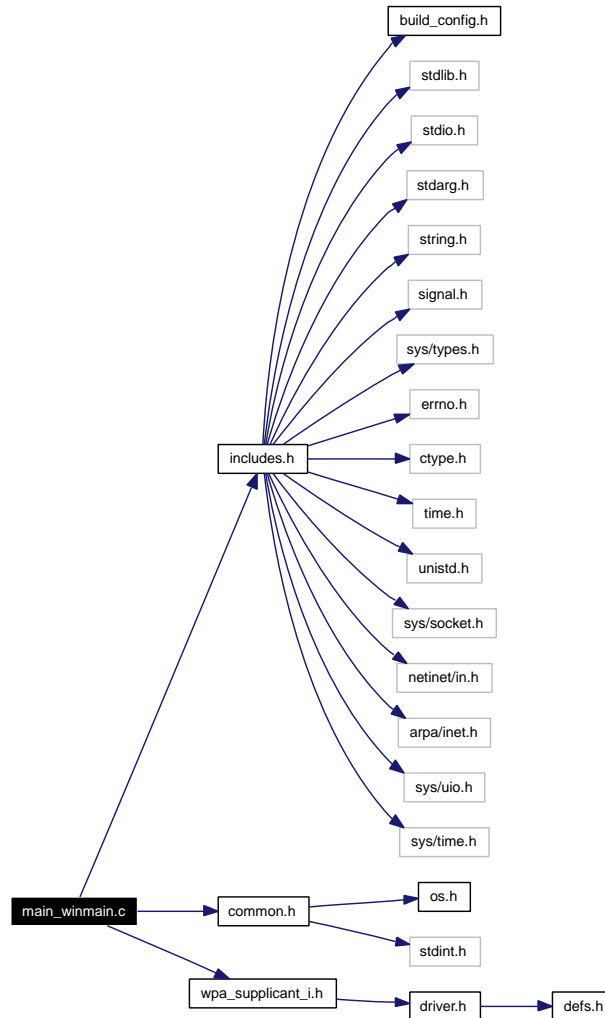 build_config.h
stdlib.h
stdio.h
stdarg.h
string.h
signal.h
sys/types.h
errno.h
includes.h
ctype.h
time.h
unistd.h
sys/socket.h
netinet/in.h
arpa/inet.h
sys/uio.h
sys/time.h
main_winmain.c
common.h
os.h
stdint.h
wpa_supplicant_i.h
driver.h
defs.h